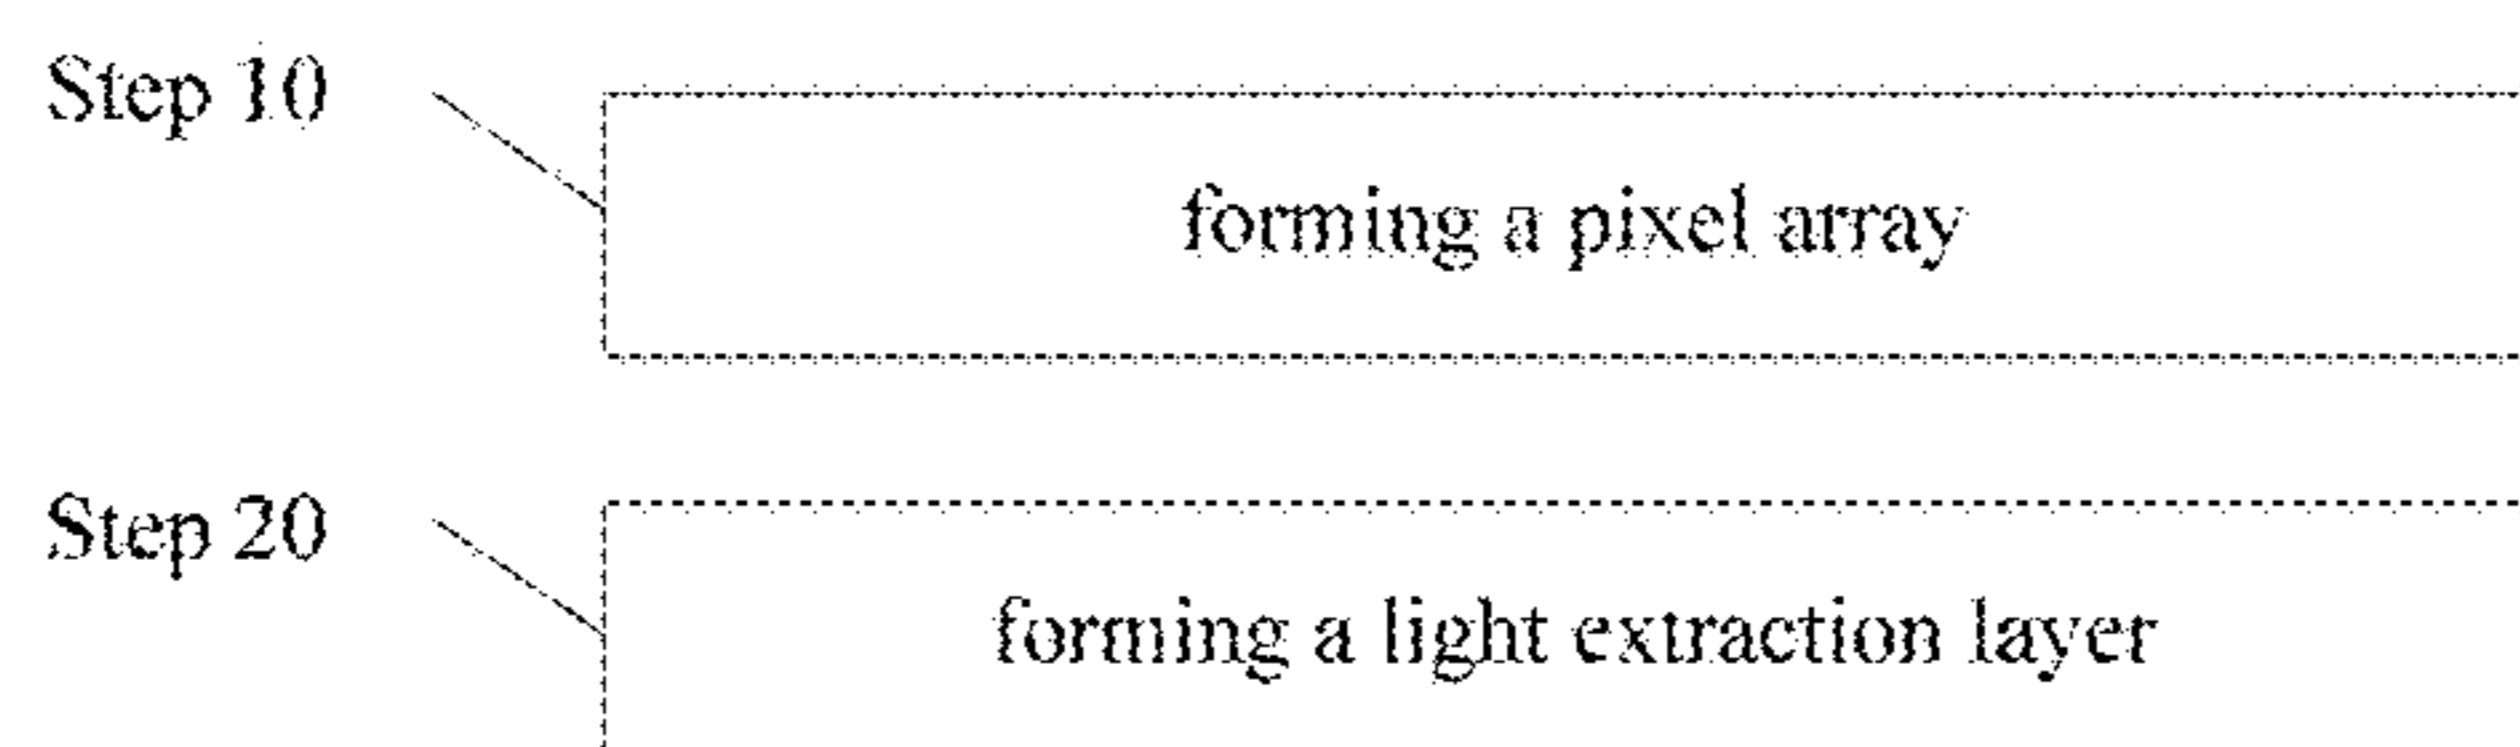 Step 10
forming a pixel array
Step 20
forming a light extraction layer